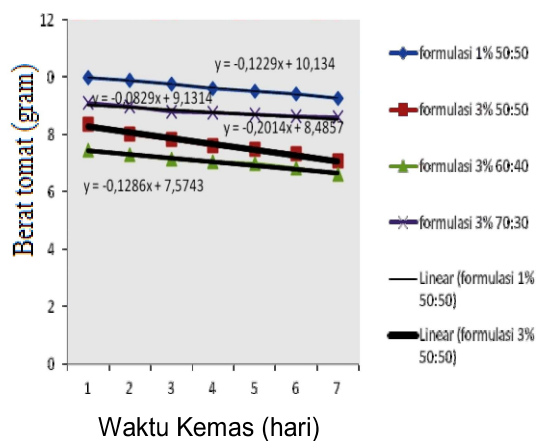 12
10
8
6
4
2
0
Berat tomat (gram)
y = -0,1229x + 10,134
y = -0,0829x + 9,1314
y = -0,2014x + 8,4857
y = -0,1286x + 7,5743
1 2 3 4 5 6 7
Waktu Kemas (hari)
formulasi 1% 50:50
formulasi 3% 50:50
formulasi 3% 60:40
formulasi 3% 70:30
Linear (formulasi 1%
50:50)
Linear (formulasi 3%
50:50)